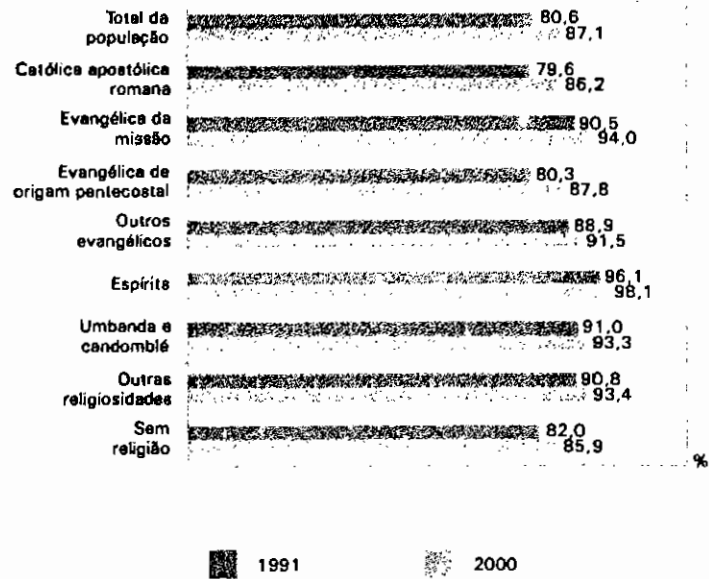 Total da
população
80,6
87,1
Católica apostólica
romana
79,6
86,2
Evangélica da
missão
90,5
94,0
Evangélica de
origam pentecostal
80,3
87,8
Outros
evangélicos
88,9
91,5
Espírita
96,1
98,1
Umbanda e
candomblé
91,0
93,3
Outras
religiosidades
90,8
93,4
Sem
religião
82,0
85,9
%
1991
2000